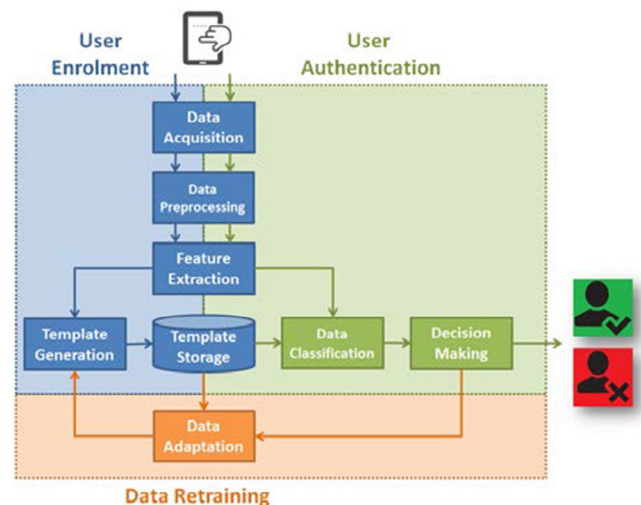 User
Enrolment
User
Authentication
Data
Acquisition
Data
Preprocessing
Feature
Extraction
Template
Generation
Template
Storage
Data
Classification
Decision
Making
Data
Adaptation
Data Retraining